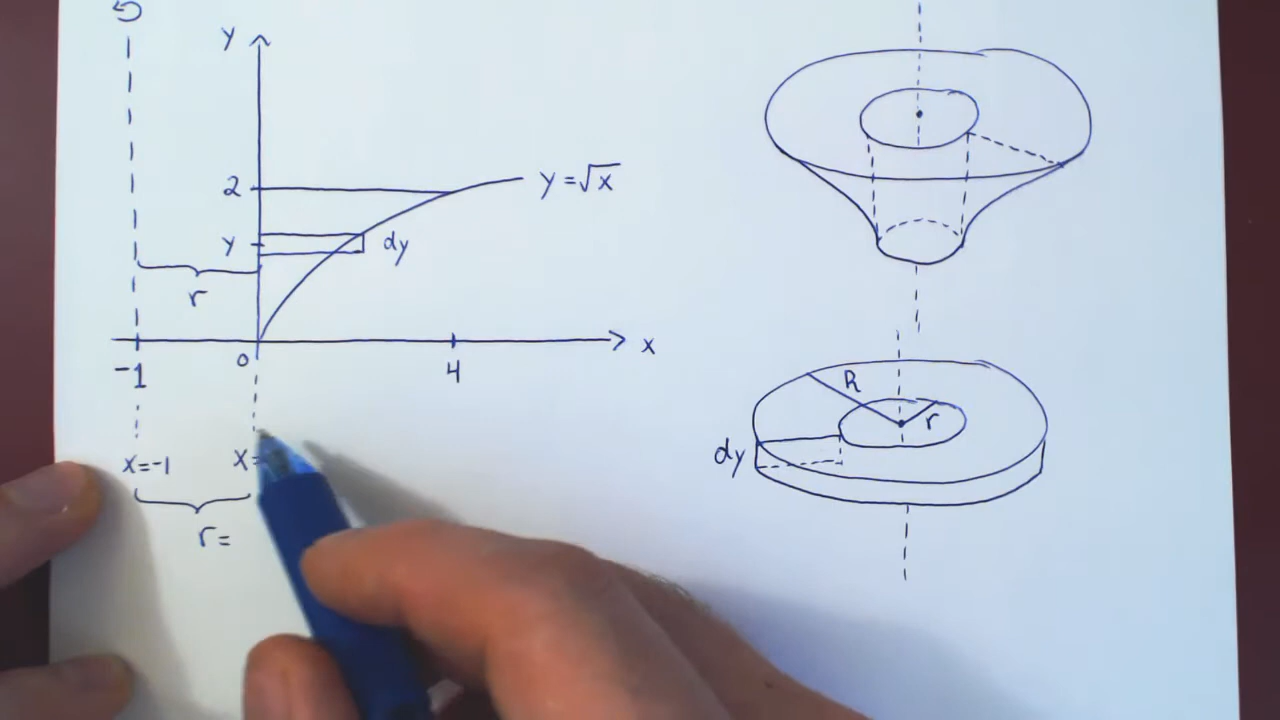 y
2
y = √x
y
dy
r
-1
0
4
x
x=-1
x=
r=
R
r
dy